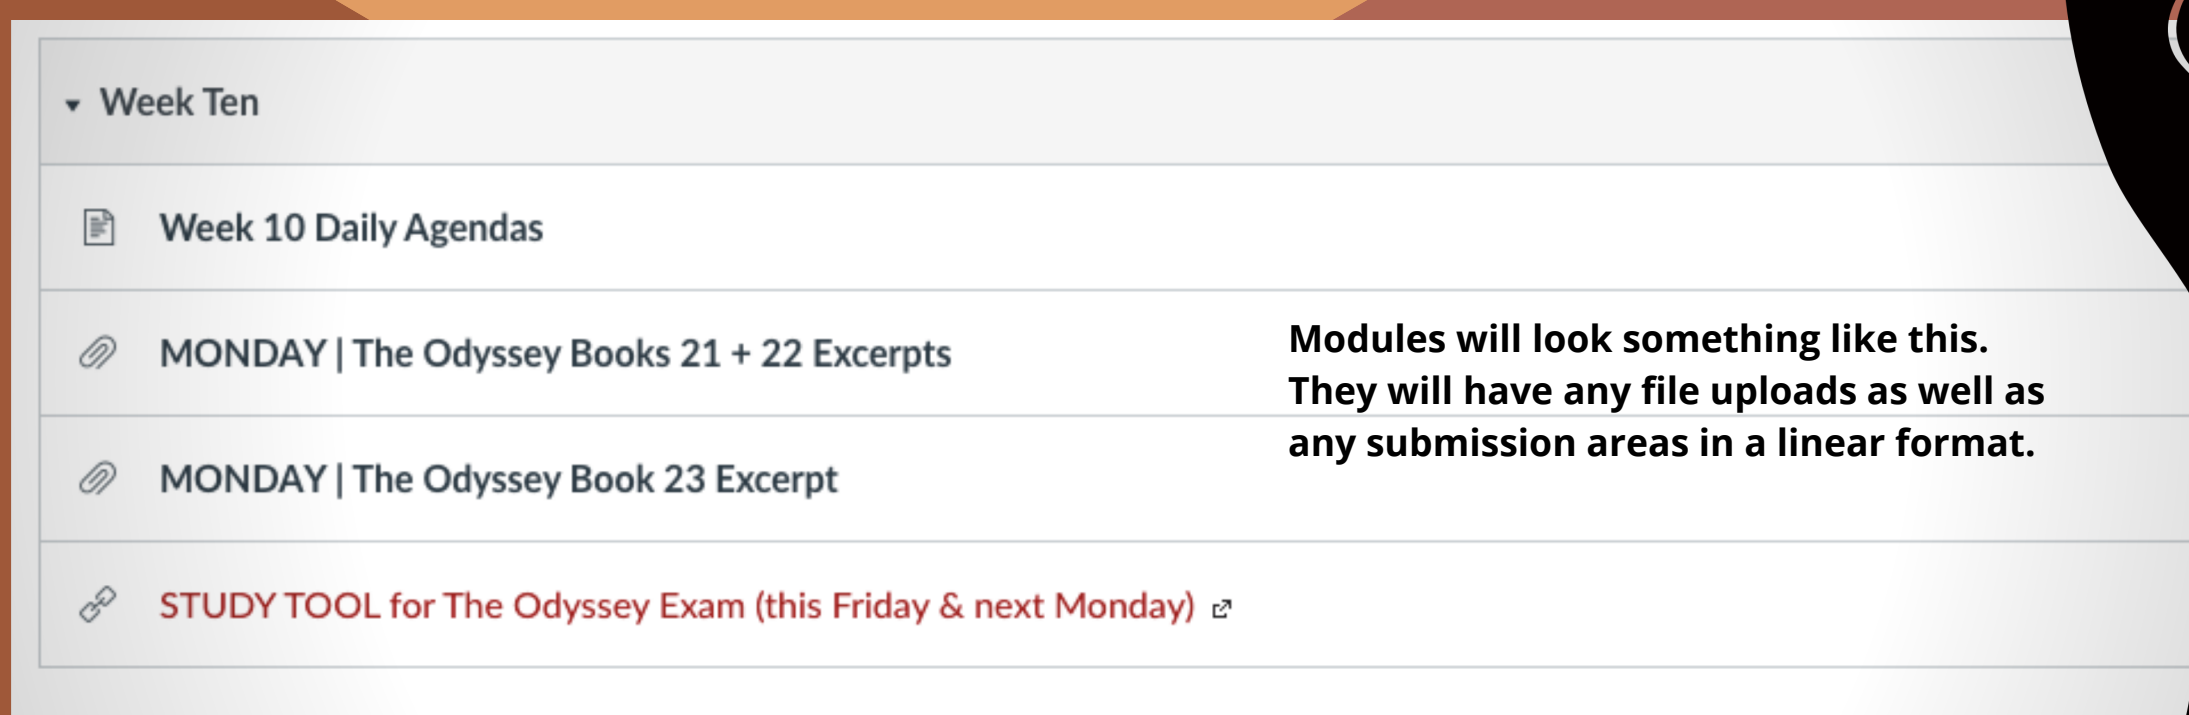 Week Ten
Week 10 Daily Agendas
MONDAY | The Odyssey Books 21 + 22 Excerpts
MONDAY | The Odyssey Book 23 Excerpt
STUDY TOOL for The Odyssey Exam (this Friday & next Monday)
Modules will look something like this.
They will have any file uploads as well as
any submission areas in a linear format.